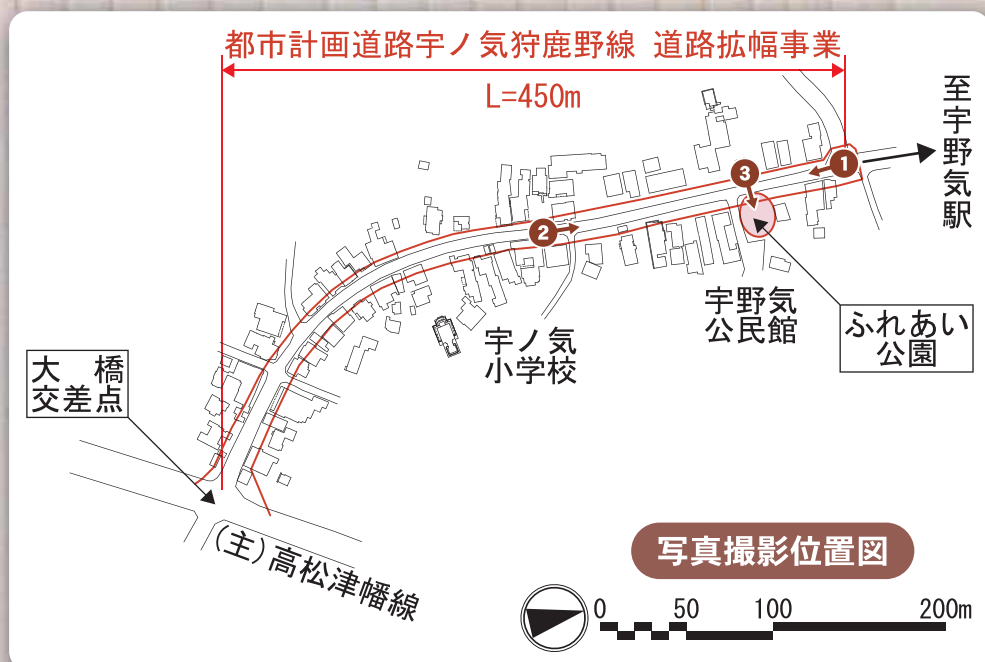 都市計画道路宇ノ気狩鹿野線 道路拡幅事業
L=450m
至宇野気駅
1
3
2
宇ノ気
小学校
宇野気
公民館
ふれあい
公園
大橋
交差点
(主)高松津幡線
写真撮影位置図
0 50 100 200m